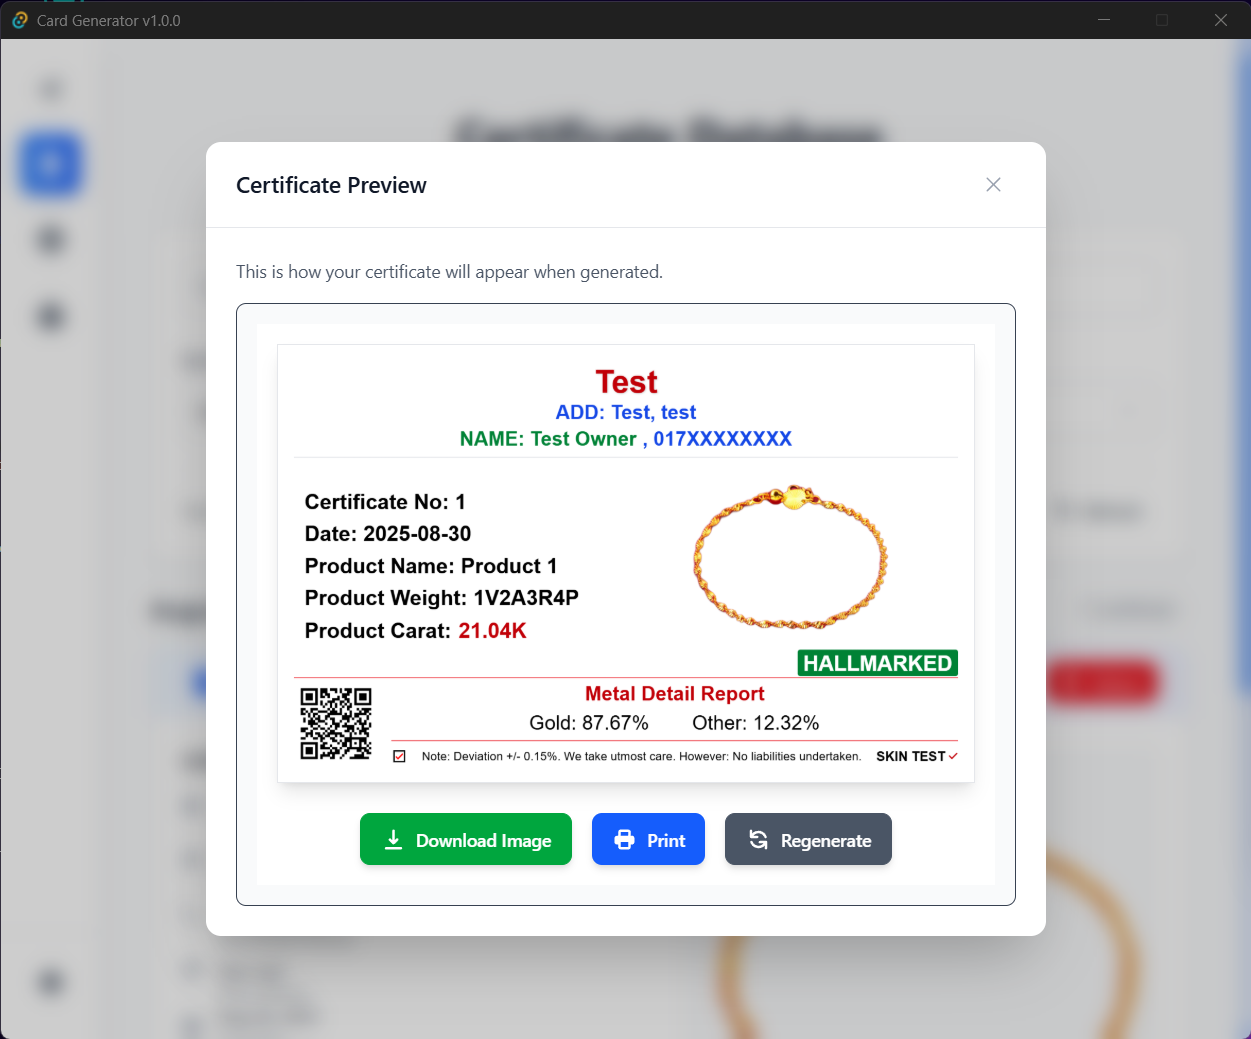 Card Generator v1.0.0
Certificate Database
Certificate Preview
This is how your certificate will appear when generated.
Test
ADD: Test, test
NAME: Test Owner , 017XXXXXXXX
Certificate No: 1
Date: 2025-08-30
Product Name: Product 1
Product Weight: 1V2A3R4P
Product Carat: 21.04K
HALLMARKED
Metal Detail Report
Gold: 87.67% Other: 12.32%
Note: Deviation +/- 0.15%. We take utmost care. However: No liabilities undertaken. SKIN TEST
Download Image
Print
Regenerate